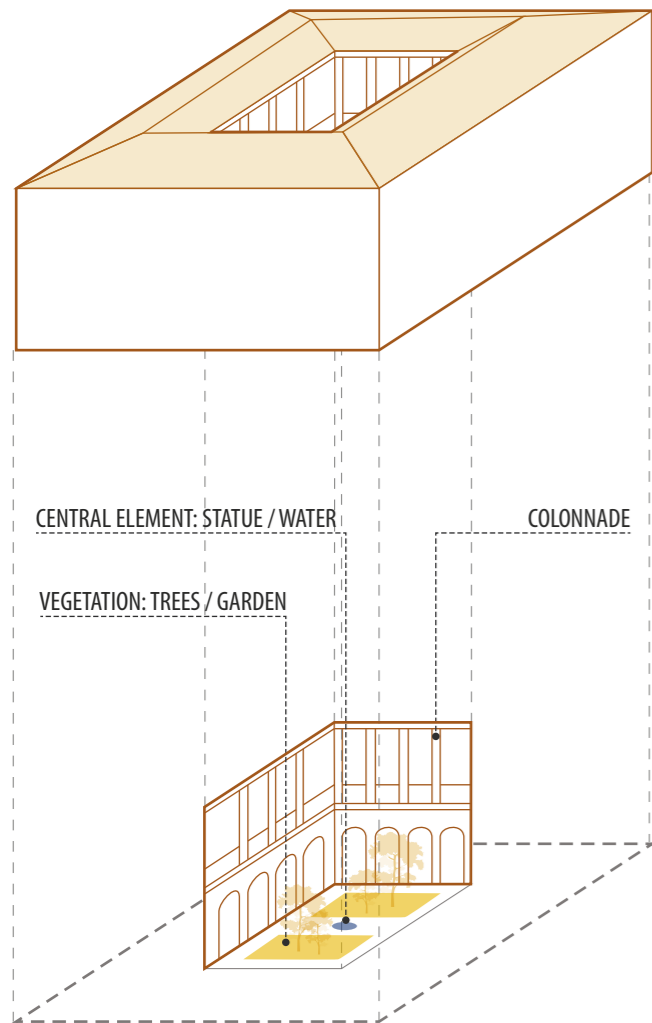 CENTRAL ELEMENT: STATUE / WATER
COLONNADE
VEGETATION: TREES / GARDEN